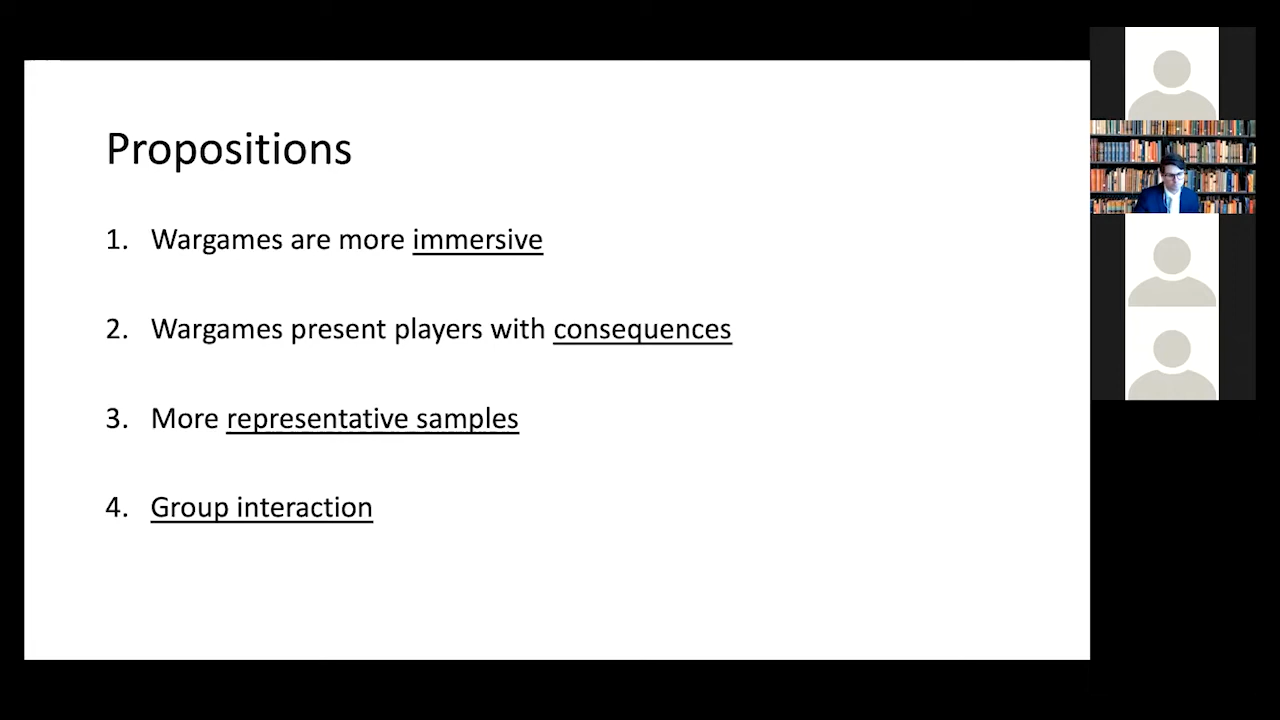 Propositions
1. Wargames are more immersive
2. Wargames present players with consequences
3. More representative samples
4. Group interaction